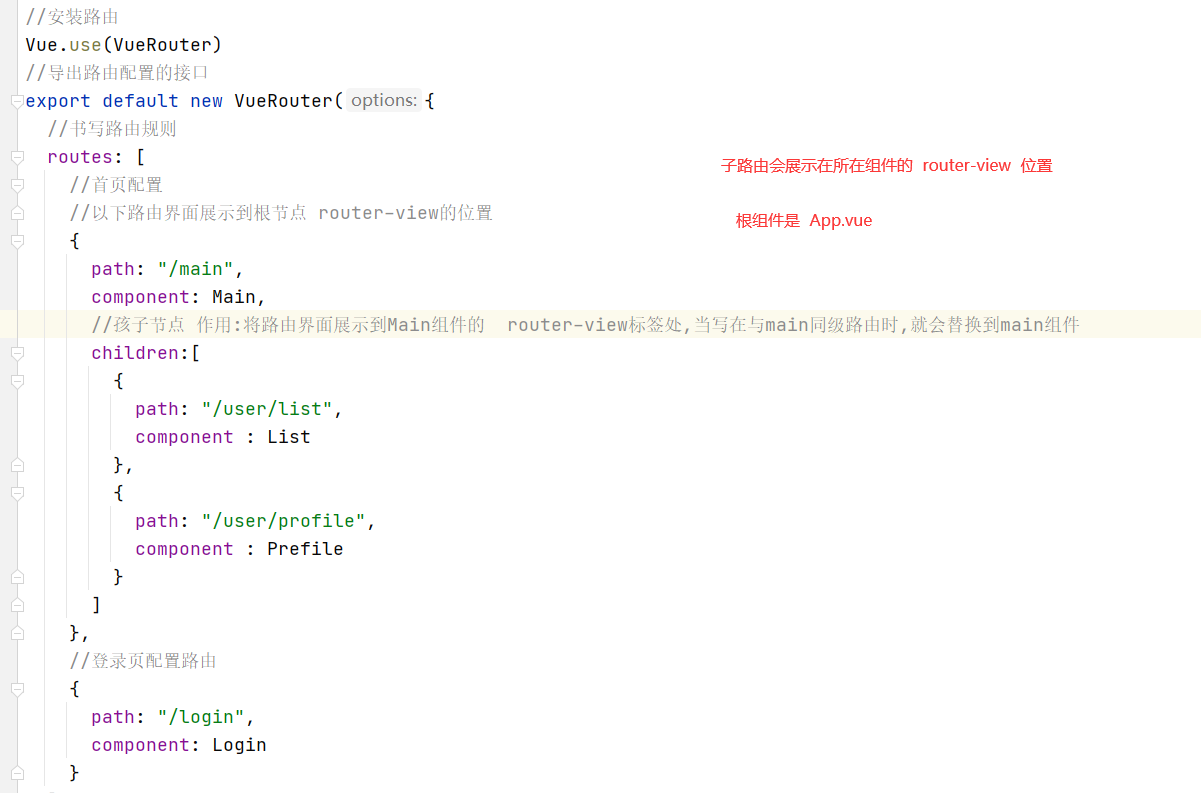 //安装路由
Vue.use(VueRouter)
//导出路由配置的接口
export default new VueRouter( options: {
//书写路由规则
routes: [
子路由会展示在所在组件的 router-view 位置
//首页配置
//以下路由界面展示到根节点 router-view的位置
根组件是 App.vue
{
path: "/main",
component: Main,
//孩子节点 作用:将路由界面展示到Main组件的  router-view标签处,当写在与main同级路由时,就会替换到main组件
children:[
{
path: "/user/list",
component : List
},
{
path: "/user/profile",
component : Prefile
}
]
},
//登录页配置路由
{
path: "/login",
component: Login
}